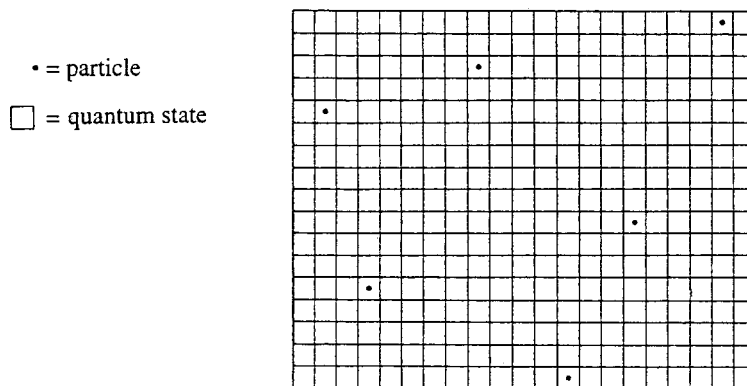 • = particle
□ = quantum state